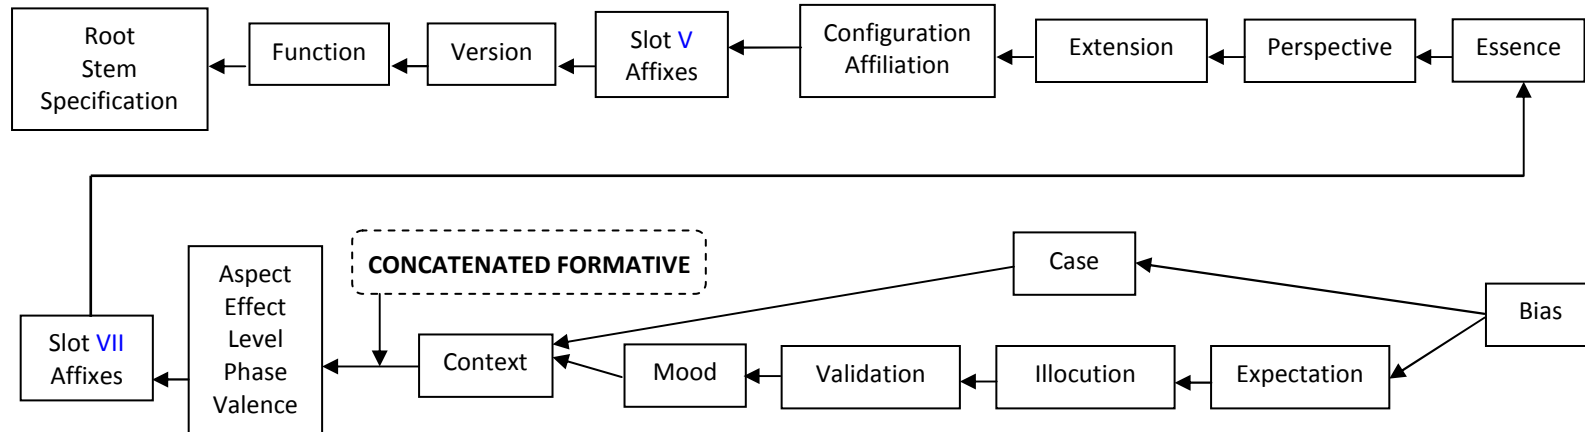 Root
Stem
Specification
Function
Version
Slot V
Affixes
Configuration
Affiliation
Extension
Perspective
Essence
Slot VII
Affixes
Aspect
Effect
Level
Phase
Valence
CONCATENATED FORMATIVE
Context
Case
Mood
Validation
Illocution
Expectation
Bias